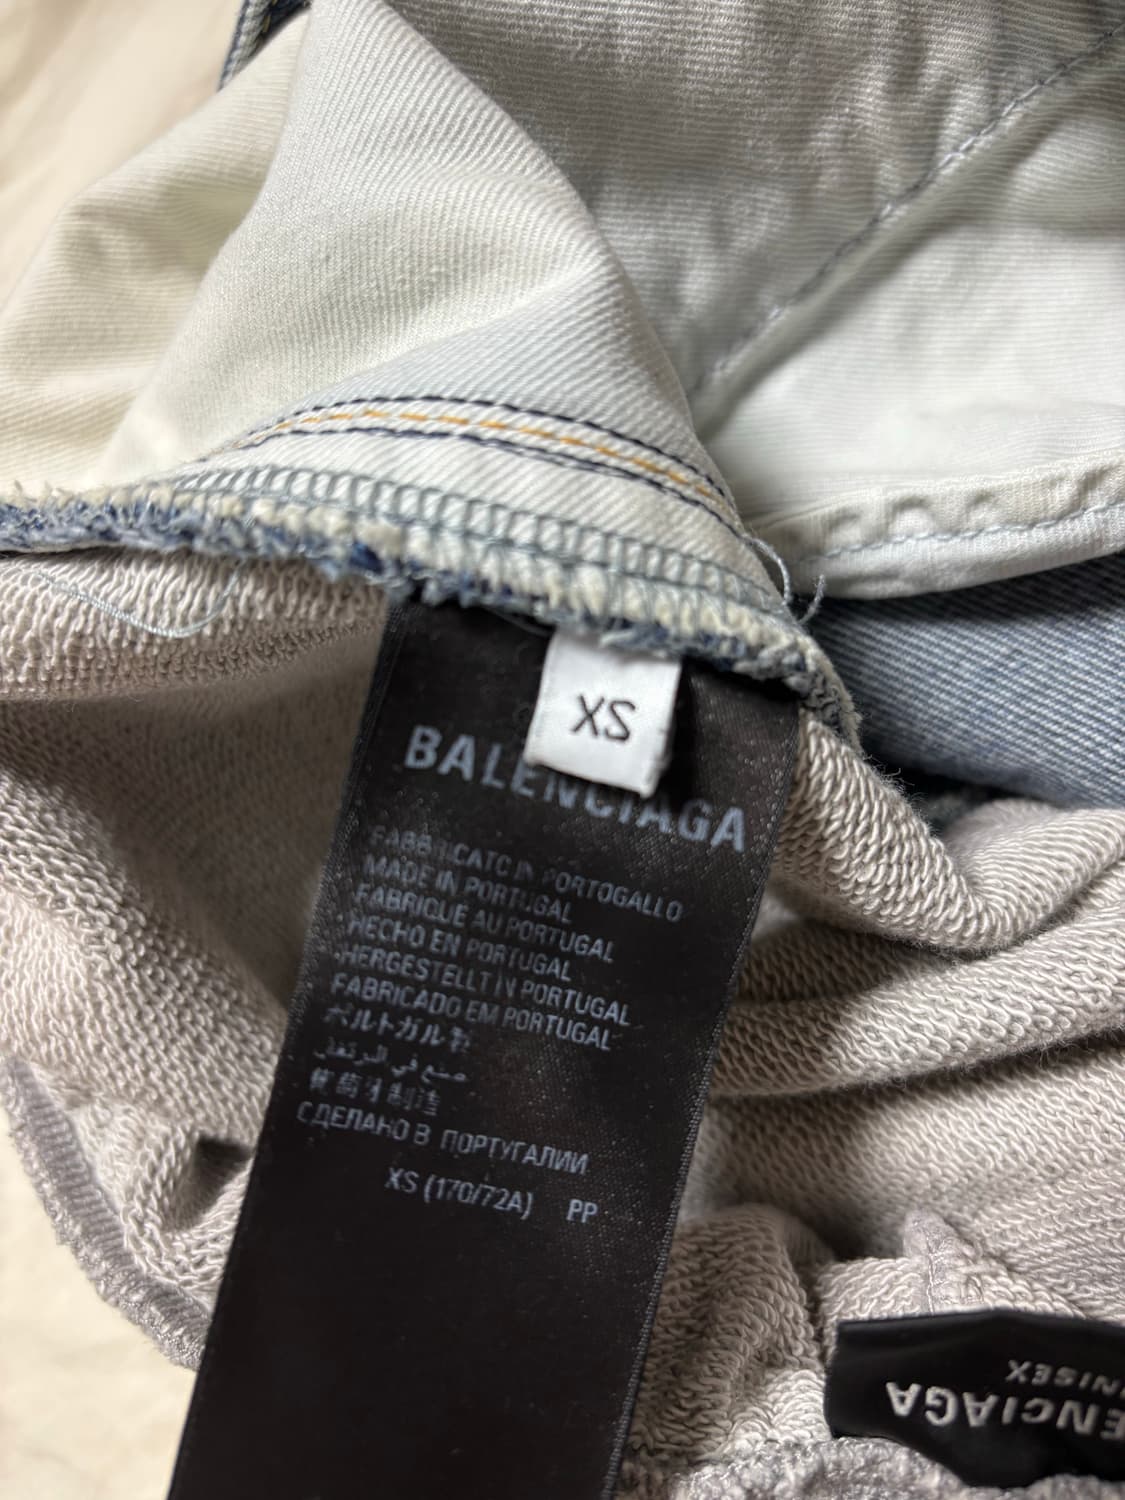 XS
BALENCIAGA
FABBRICATO IN PORTOGALLO
MADE IN PORTUGAL
FABRIQUÉ AU PORTUGAL
HECHO EN PORTUGAL
HERGESTELLT IN PORTUGAL
FABRICADO EM PORTUGAL
ポルトガル製
صنع في البرتغال
葡萄牙制造
СДЕЛАНО В ПОРТУГАЛИИ
XS (170/72A) PP
ENCIAGA
UNISEX